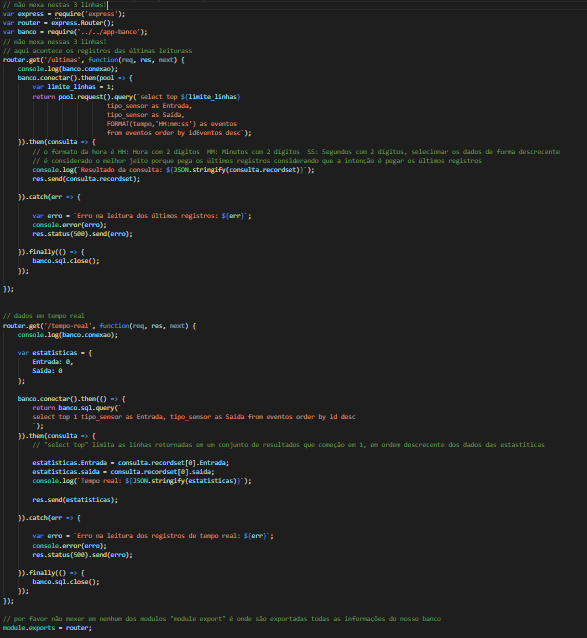 // não mexa nestas 3 linhas!
var express = require('express');
var router = express.Router();
var banco = require('../../app-banco');
// não mexa nessas 3 linhas!
// aqui acontece os registros das últimas leiturass
router.get('/ultimas', function(req, res, next) {
console.log(banco.conexao);
banco.conectar().then(pool => {
var limite_linhas = 1;
return pool.request().query(`select top ${limite_linhas}
tipo_sensor as Entrada,
tipo_sensor as Saida,
FORMAT(tempo,'HH:mm:ss') as eventos
from eventos order by idEventos desc`);
}).then(consulta => {
// o formato da hora é HH: Hora com 2 dígitos  MM: Minutos com 2 dígitos  SS: Segundos com 2 dígitos, selecionar os dados de forma descrecente
// é considerado o melhor jeito porque pega os últimos registros considerando que a intenção é pegar os últimos registros
console.log(`Resultado da consulta: ${JSON.stringify(consulta.recordset)}`);
res.send(consulta.recordset);
}).catch(err => {
var erro = `Erro na leitura dos últimos registros: ${err}`;
console.error(erro);
res.status(500).send(erro);
}).finally(() => {
banco.sql.close();
});
});
// dados em tempo real
router.get('/tempo-real', function(req, res, next) {
console.log(banco.conexao);
var estatisticas = {
Entrada: 0,
Saida: 0
};
banco.conectar().then(() => {
return banco.sql.query(`
select top 1 tipo_sensor as Entrada, tipo_sensor as Saida from eventos order by id desc
`);
}).then(consulta => {
// "select top" limita as linhas retornadas em um conjunto de resultados que começão em 1, em ordem descrecente dos dados das estastíticas
estatisticas.Entrada = consulta.recordset[0].Entrada;
estatisticas.saida = consulta.recordset[0].saida;
console.log(`Tempo real: ${JSON.stringify(estatisticas)}`);
res.send(estatisticas);
}).catch(err => {
var erro = `Erro na leitura dos registros de tempo real: ${err}`;
console.error(erro);
res.status(500).send(erro);
}).finally(() => {
banco.sql.close();
});
});
// por favor não mexer em nenhum dos modulos "module export" é onde são exportadas todas as informações do nosso banco
module.exports = router;